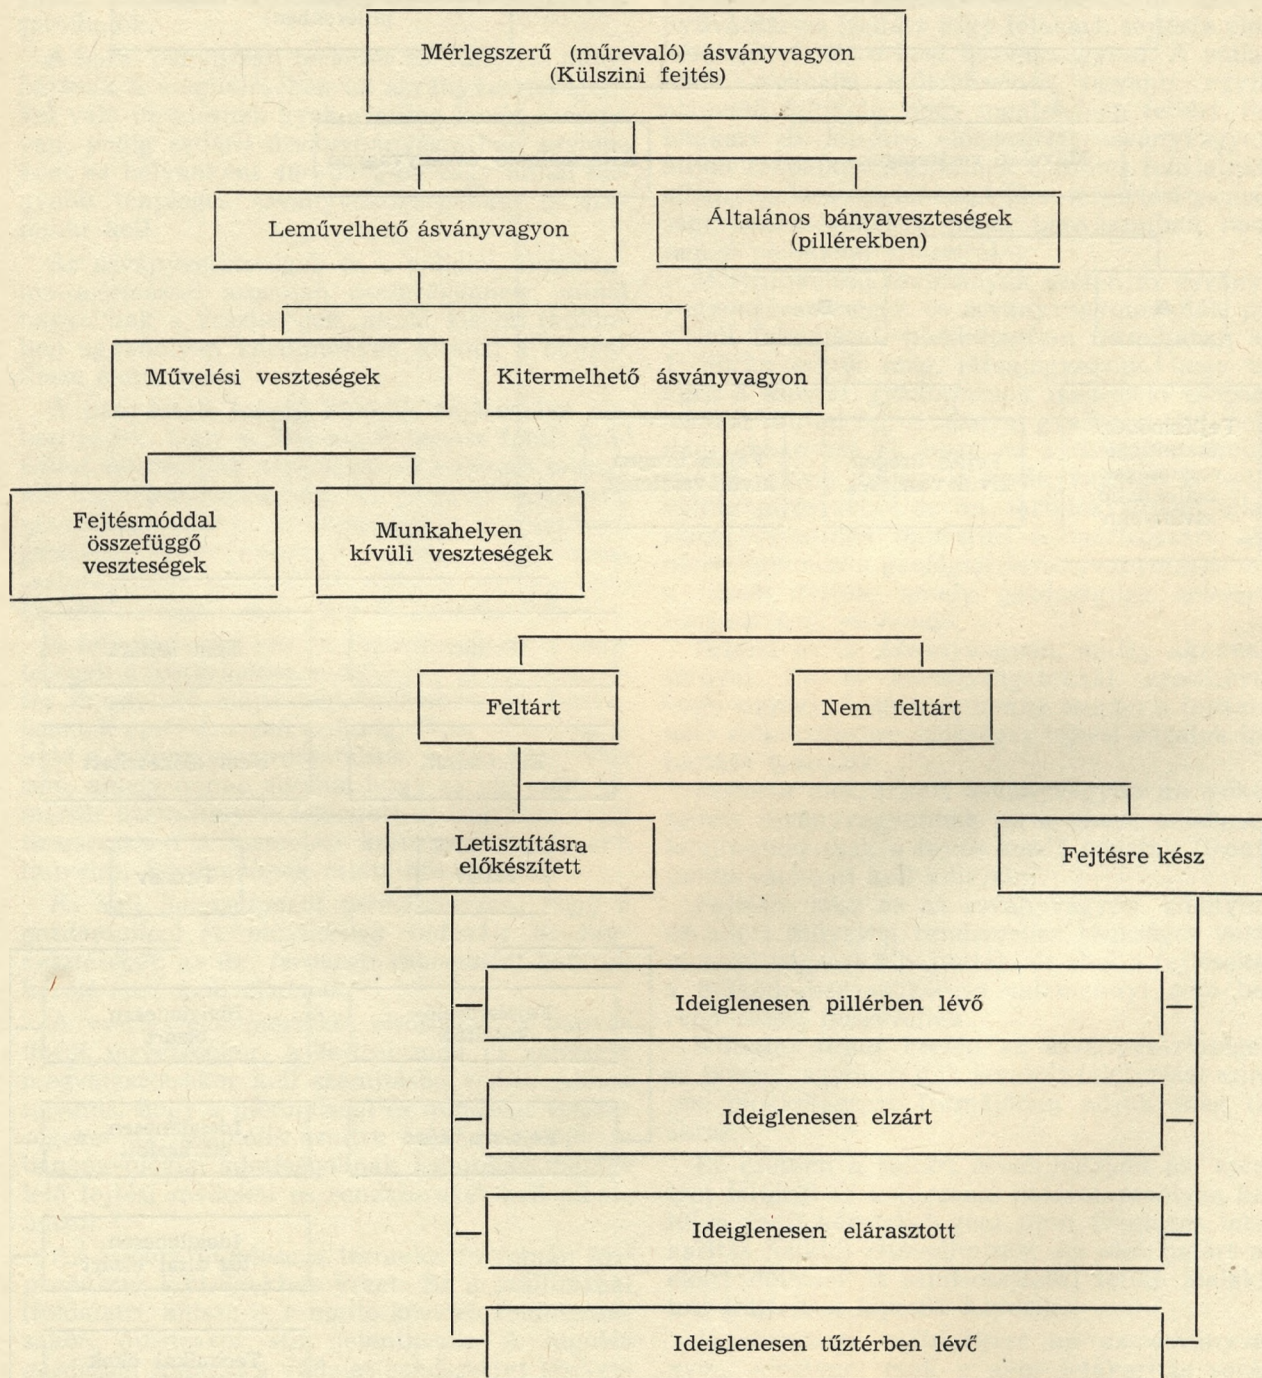 Mérlegszerű (műrevaló) ásványvagyon
(Külszini fejtés)
Leművelhető ásványvagyon
Általános bányaveszteségek
(pillérekben)
Művelési veszteségek
Kitermelhető ásványvagyon
Fejtésmóddal
összefüggő
veszteségek
Munkahelyen
kívüli veszteségek
Feltárt
Nem feltárt
Letisztításra
előkészített
Fejtésre kész
Ideiglenesen pillérben lévő
Ideiglenesen elzárt
Ideiglenesen elárasztott
Ideiglenesen tűztérben lévő